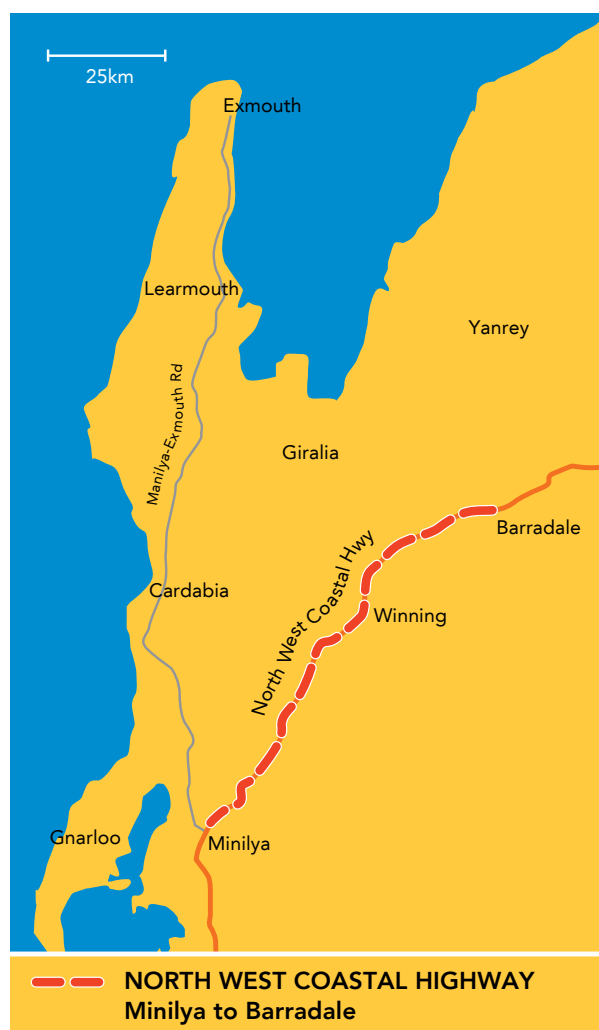 25km
Exmouth
Learmouth
Yanrey
Manilya-Exmouth Rd
Giralia
Barradale
North West Coastal Hwy
Cardabia
Winning
Gnarloo
Minilya
NORTH WEST COASTAL HIGHWAY
Minilya to Barradale